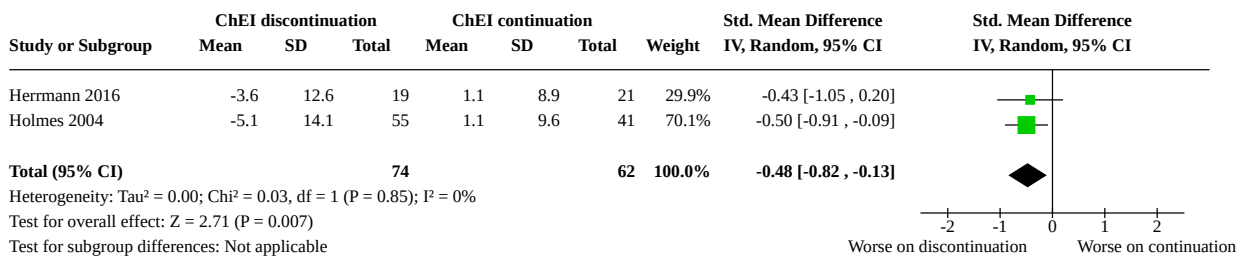 ChEI discontinuation ChEI continuation Std. Mean Difference Std. Mean Difference
Study or Subgroup Mean SD Total Mean SD Total Weight IV, Random, 95% CI IV, Random, 95% CI
Herrmann 2016 -3.6 12.6 19 1.1 8.9 21 29.9% -0.43 [-1.05 , 0.20]
Holmes 2004 -5.1 14.1 55 1.1 9.6 41 70.1% -0.50 [-0.91 , -0.09]
Total (95% CI) 74 62 100.0% -0.48 [-0.82 , -0.13]
Heterogeneity: Tau² = 0.00; Chi² = 0.03, df = 1 (P = 0.85); I² = 0%
Test for overall effect: Z = 2.71 (P = 0.007)
-2 -1 0 1 2
Test for subgroup differences: Not applicable
Worse on discontinuation Worse on continuation